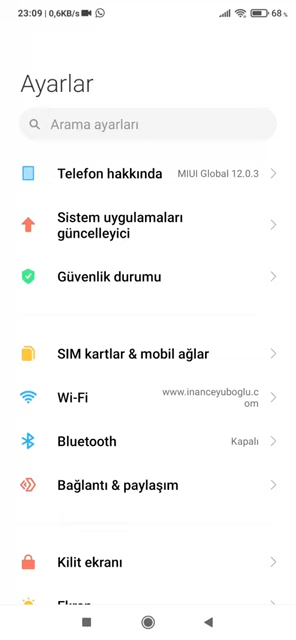 23:09 | 0,6KB/s
68 %
Ayarlar
Arama ayarları
Telefon hakkında
MIUI Global 12.0.3
Sistem uygulamaları
güncelleyici
Güvenlik durumu
SIM kartlar & mobil ağlar
Wi-Fi
www.inanceyuboglu.c
om
Bluetooth
Kapalı
Bağlantı & paylaşım
Kilit ekranı
Ekran